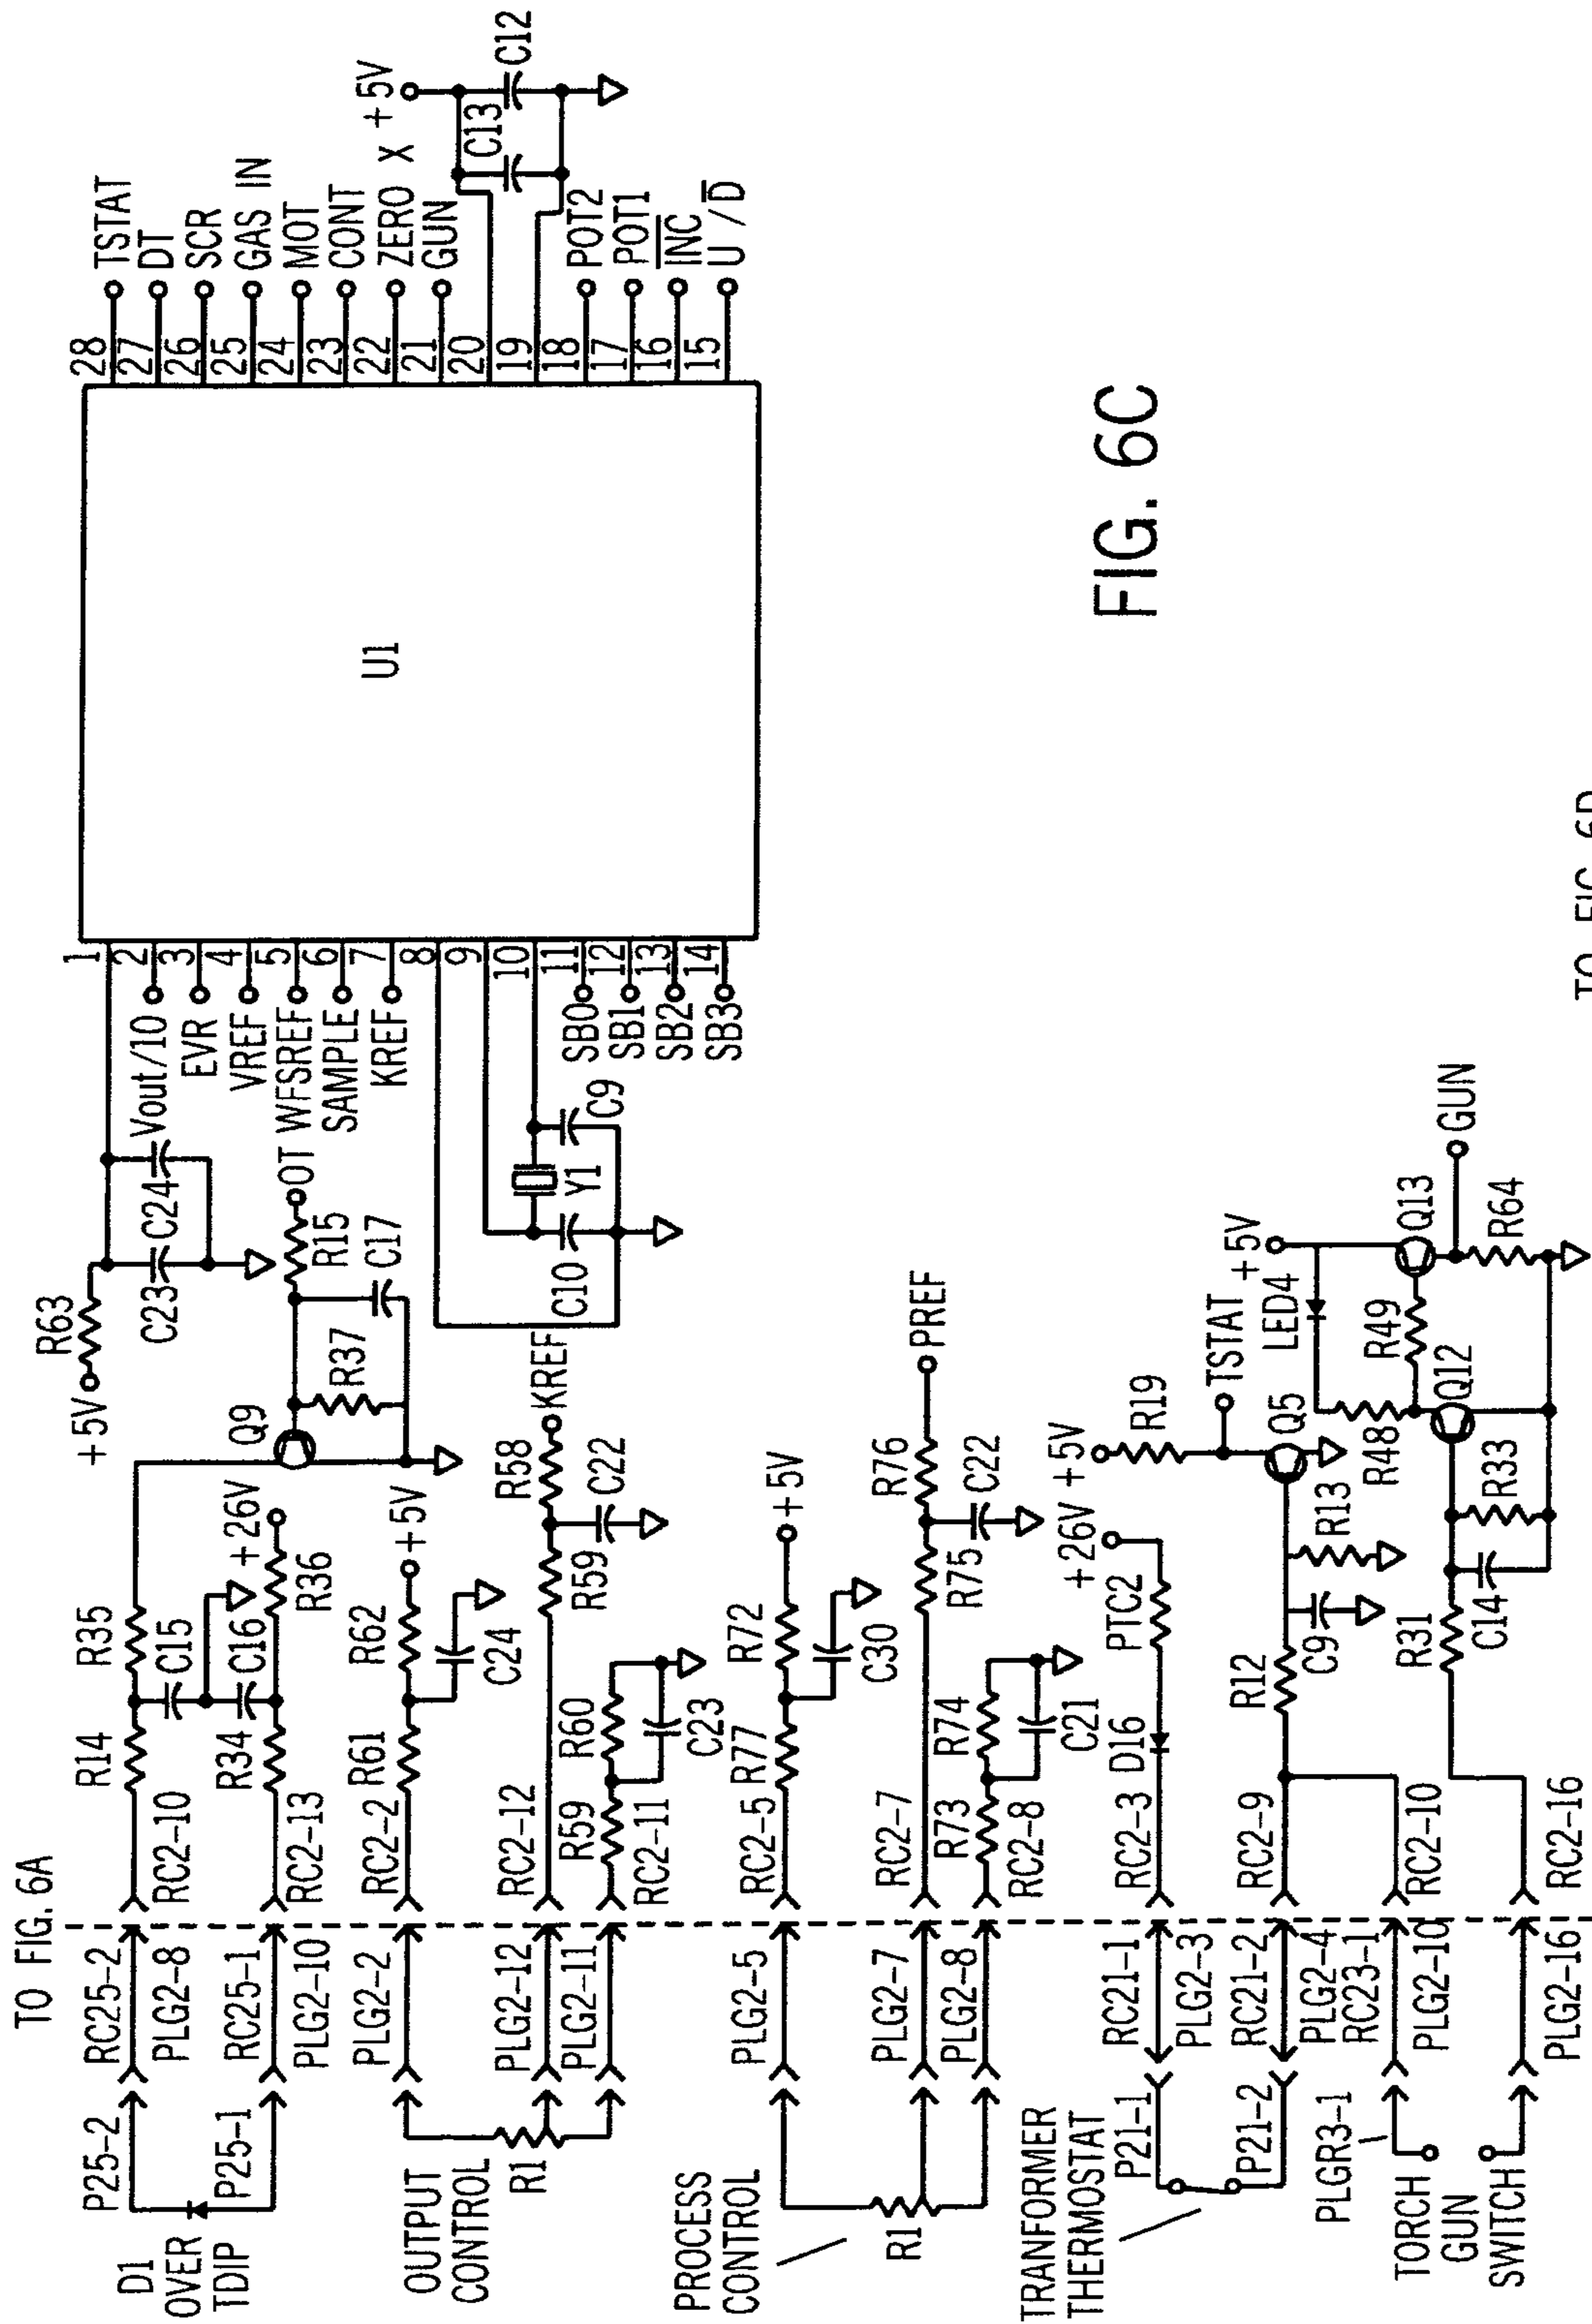 TO FIG. 6A
D1
OVER
TDIP
P25-2
P25-1
RC25-2
PLG2-8
RC25-1
PLG2-10
RC2-10
RC2-13
R14
R35
C15
C16
R34
+26V
R36
Q9
R37
C17
R15
OT
+5V
R63
C23
C24
OUTPUT
CONTROL
R1
PLG2-2
PLG2-12
PLG2-11
RC2-2
R61
R62
+5V
C24
RC2-12
R59
R58
KREF
C22
RC2-11
R59
R60
C23
PROCESS
CONTROL
R1
PLG2-5
PLG2-7
PLG2-8
RC2-5
R77
R72
+5V
C30
RC2-7
R75
R76
PREF
C22
RC2-8
R73
R74
C21
TRANFORMER
THERMOSTAT
P21-1
P21-2
RC21-1
PLG2-3
RC21-2
PLG2-4
RC2-3
D16
PTC2
+26V
+5V
R19
TSTAT
Q5
RC2-9
R12
C9
R13
PLGR3-1
RC23-1
PLG2-10
RC2-10
TORCH
GUN
SWITCH
PLG2-16
RC2-16
R31
C14
R33
Q12
R48
R49
LED4
+5V
Q13
GUN
R64
U1
1
2
3
4
5
6
7
8
9
10
11
12
13
14
Vout/10
EVR
VREF
WFSREF
SAMPLE
KREF
C10
Y1
C9
SB0
SB1
SB2
SB3
28
27
26
25
24
23
22
21
20
19
18
17
16
15
TSTAT
DT
SCR
GAS IN
MOT
CONT
ZERO X
GUN
+5V
C13
C12
POT2
POT1
INC
U/D
FIG. 6C
TO FIG. 6D